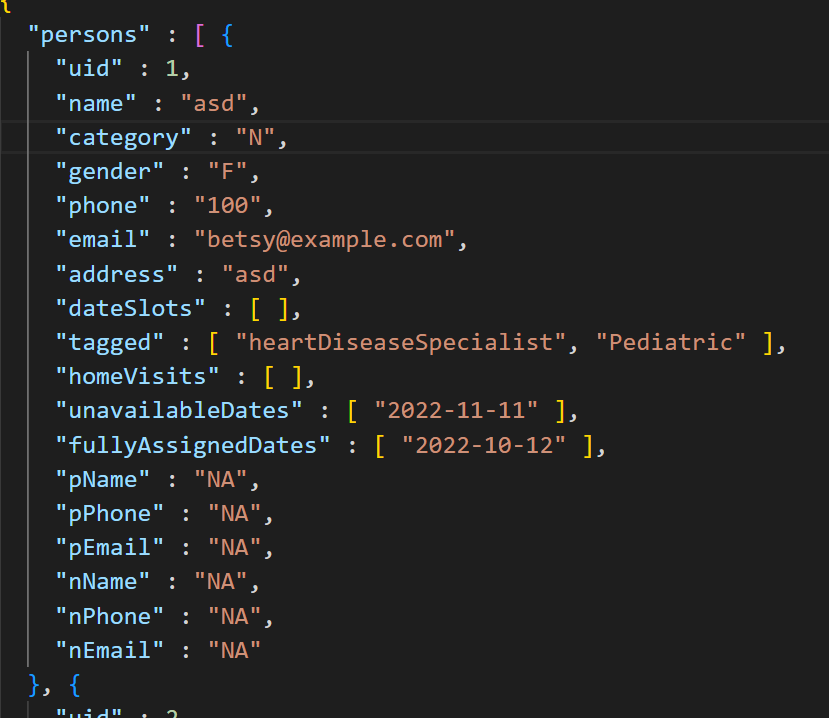 {
"persons" : [ {
"uid" : 1,
"name" : "asd",
"category" : "N",
"gender" : "F",
"phone" : "100",
"email" : "betsy@example.com",
"address" : "asd",
"dateSlots" : [ ],
"tagged" : [ "heartDiseaseSpecialist", "Pediatric" ],
"homeVisits" : [ ],
"unavailableDates" : [ "2022-11-11" ],
"fullyAssignedDates" : [ "2022-10-12" ],
"pName" : "NA",
"pPhone" : "NA",
"pEmail" : "NA",
"nName" : "NA",
"nPhone" : "NA",
"nEmail" : "NA"
}, {
"uid" : 2